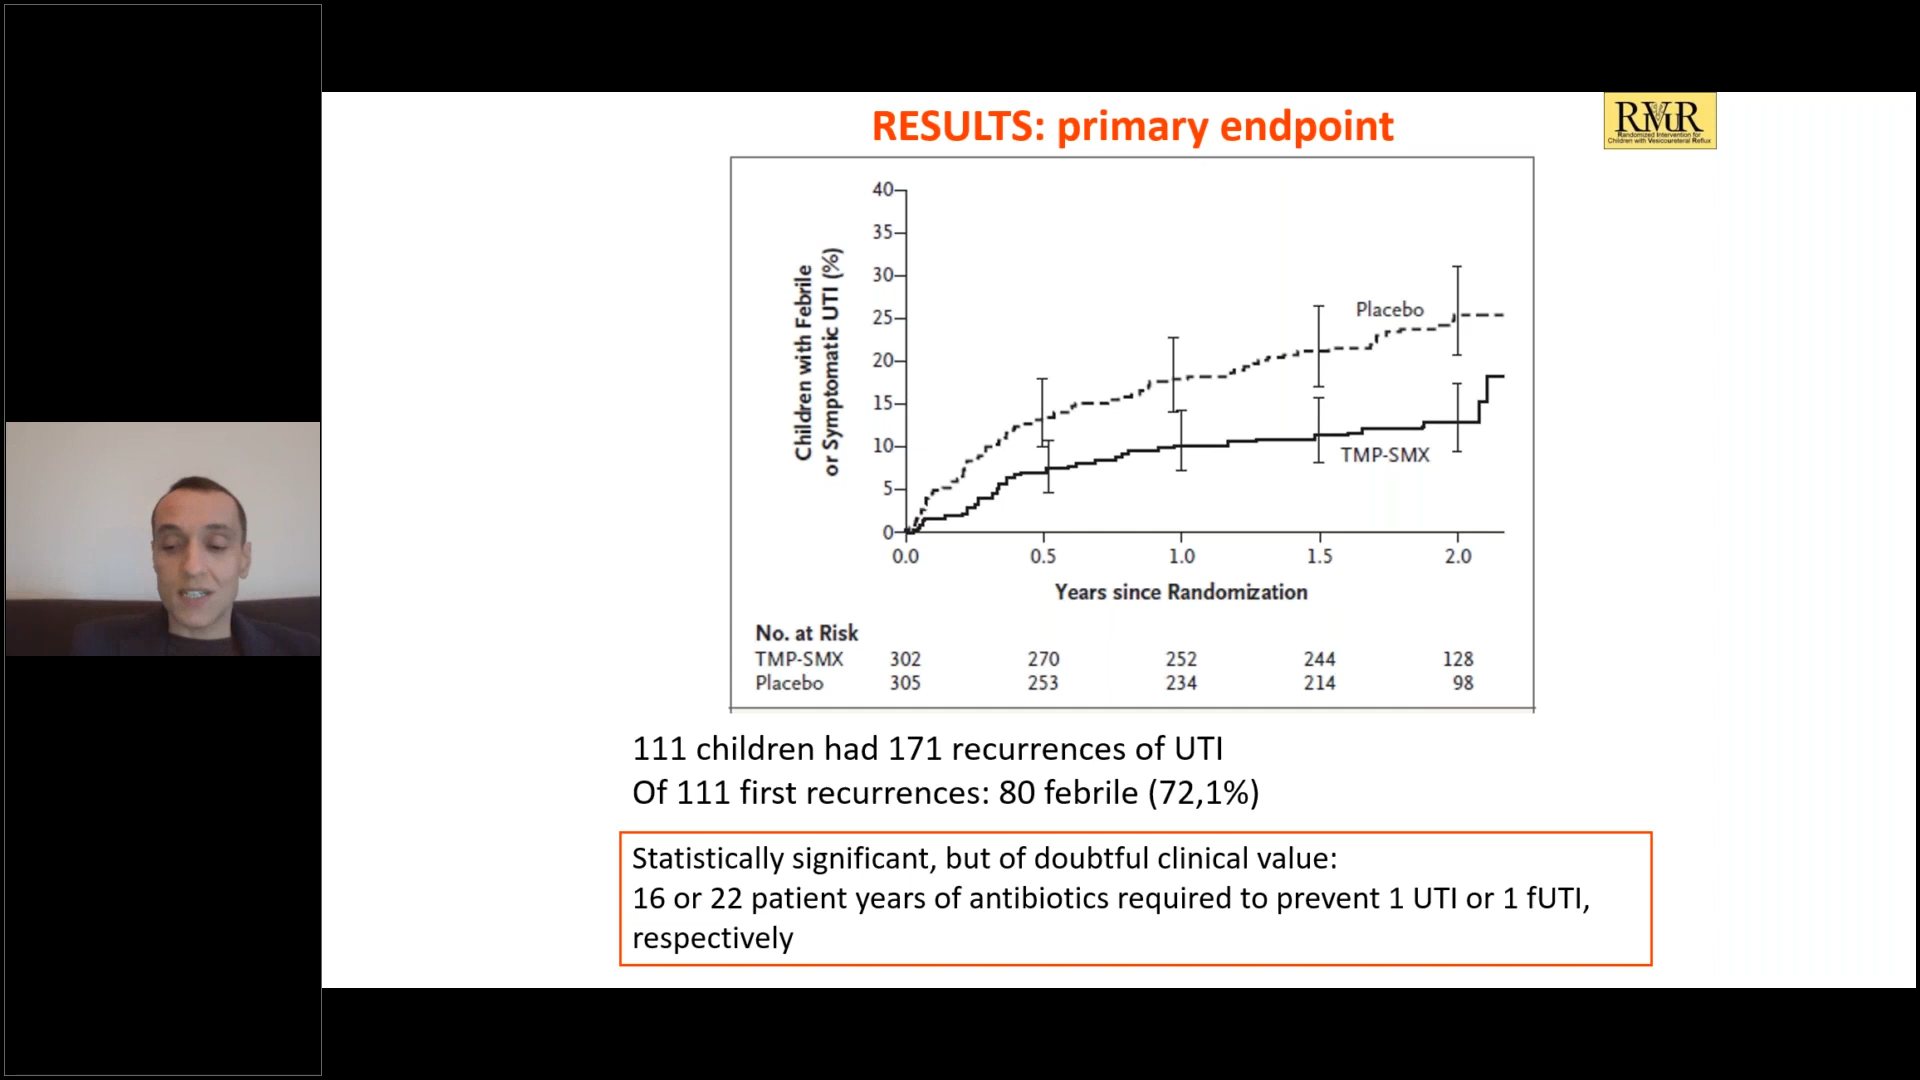 RESULTS: primary endpoint
RIVUR
Randomized Intervention for
Children with Vesicoureteral Reflux
40
35
30
25
20
15
10
5
0
Children with Febrile
or Symptomatic UTI (%)
Placebo
TMP-SMX
0.0 0.5 1.0 1.5 2.0
Years since Randomization
No. at Risk
TMP-SMX 302 270 252 244 128
Placebo 305 253 234 214 98
111 children had 171 recurrences of UTI
Of 111 first recurrences: 80 febrile (72,1%)
Statistically significant, but of doubtful clinical value:
16 or 22 patient years of antibiotics required to prevent 1 UTI or 1 fUTI,
respectively